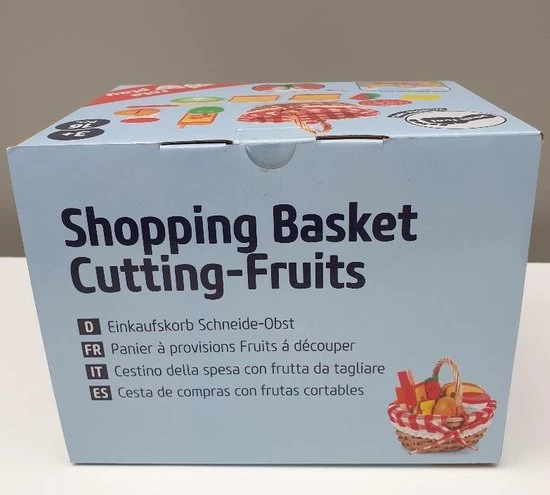 Shopping Basket
Cutting-Fruits
D Einkaufskorb Schneide-Obst
FR Panier à provisions Fruits á découper
IT Cestino della spesa con frutta da tagliare
ES Cesta de compras con frutas cortables